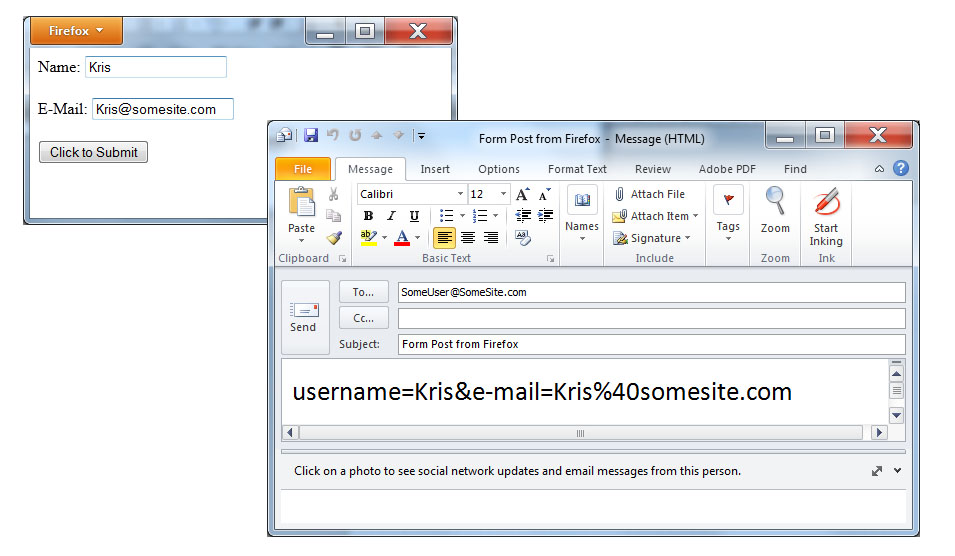 Firefox
Name: Kris
E-Mail: Kris@somesite.com
Click to Submit
Form Post from Firefox - Message (HTML)
File Message Insert Options Format Text Review Adobe PDF Find
Calibri 12
Attach File
Attach Item
Signature
B I U
Paste
Names
Tags
Zoom
Start
Inking
Clipboard Basic Text Include Zoom Ink
To... SomeUser@SomeSite.com
Cc...
Send
Subject: Form Post from Firefox
username=Kris&e-mail=Kris%40somesite.com
Click on a photo to see social network updates and email messages from this person.